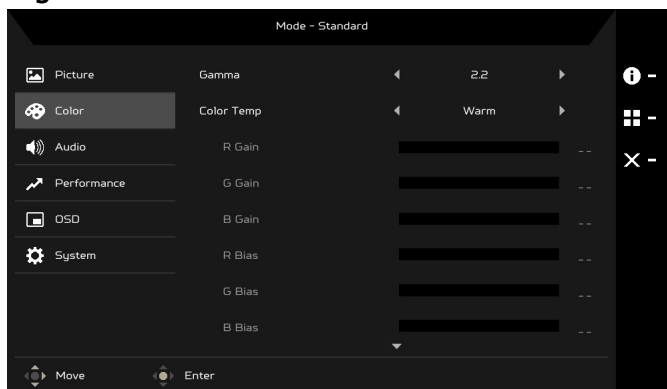 Mode - Standard
Picture
Gamma 2.2
Color
Color Temp Warm
Audio
R Gain --
Performance
G Gain --
OSD
B Gain --
System
R Bias --
G Bias --
B Bias --
Move Enter